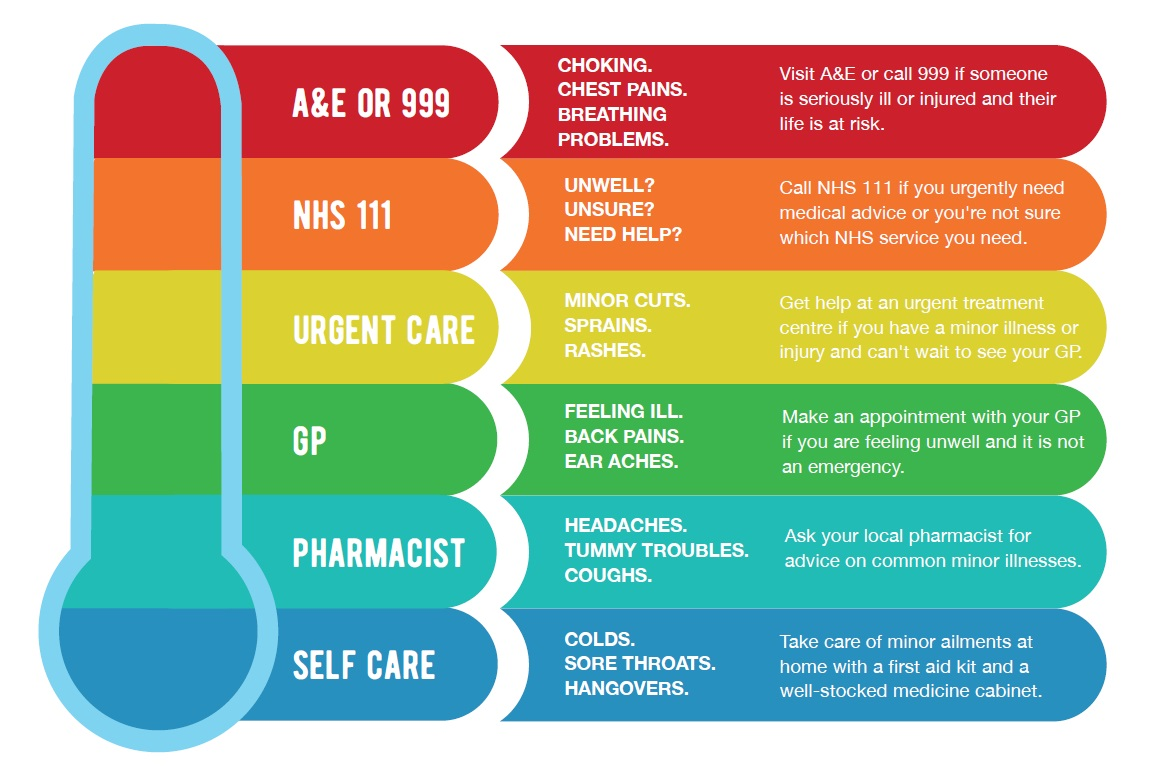 A&E OR 999
CHOKING.
CHEST PAINS.
BREATHING
PROBLEMS.
Visit A&E or call 999 if someone
is seriously ill or injured and their
life is at risk.
NHS 111
UNWELL?
UNSURE?
NEED HELP?
Call NHS 111 if you urgently need
medical advice or you're not sure
which NHS service you need.
URGENT CARE
MINOR CUTS.
SPRAINS.
RASHES.
Get help at an urgent treatment
centre if you have a minor illness or
injury and can't wait to see your GP.
GP
FEELING ILL.
BACK PAINS.
EAR ACHES.
Make an appointment with your GP
if you are feeling unwell and it is not
an emergency.
PHARMACIST
HEADACHES.
TUMMY TROUBLES.
COUGHS.
Ask your local pharmacist for
advice on common minor illnesses.
SELF CARE
COLDS.
SORE THROATS.
HANGOVERS.
Take care of minor ailments at
home with a first aid kit and a
well-stocked medicine cabinet.